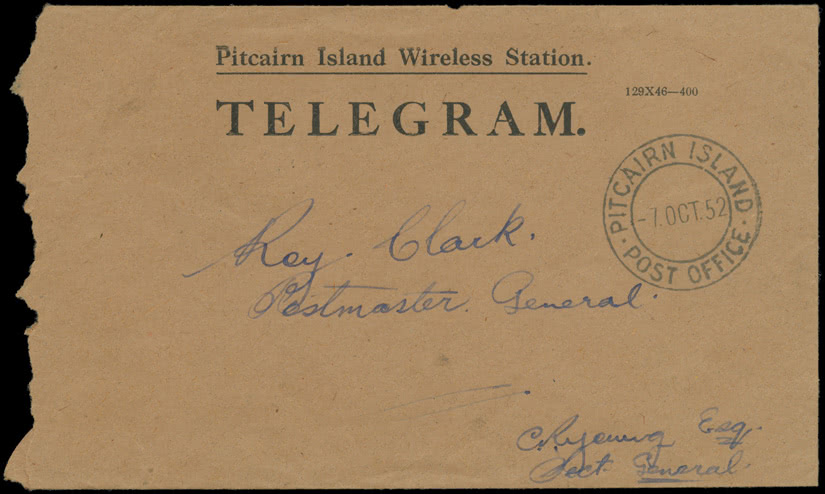 Pitcairn Island Wireless Station.
129X46—400
TELEGRAM.
PITCAIRN ISLAND
-7.OCT.52
· POST OFFICE ·
Roy. Clark.
Postmaster. General.
C.R.Young Esq.
Sect. General.